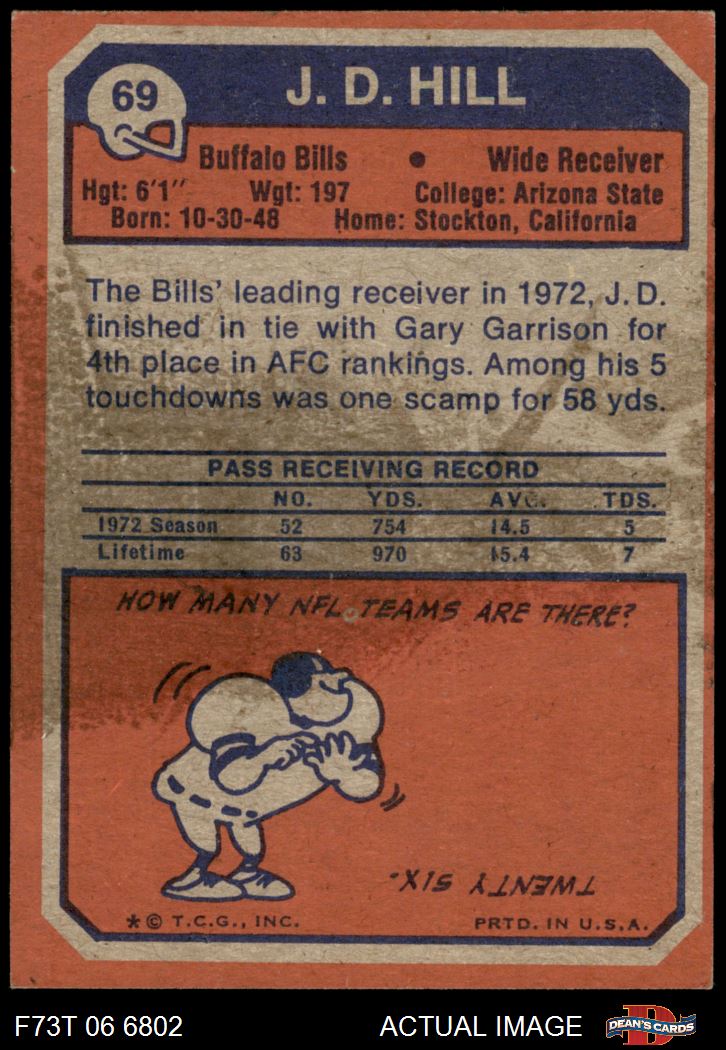 69
J. D. HILL
Buffalo Bills • Wide Receiver
Hgt: 6'1" Wgt: 197 College: Arizona State
Born: 10-30-48 Home: Stockton, California
The Bills' leading receiver in 1972, J. D.
finished in tie with Gary Garrison for
4th place in AFC rankings. Among his 5
touchdowns was one scamp for 58 yds.
PASS RECEIVING RECORD
NO. YDS. AVG. TDS.
1972 Season 52 754 14.5 5
Lifetime 63 970 15.4 7
HOW MANY NFL TEAMS ARE THERE?
TWENTY SIX.
* © T.C.G., INC. PRTD. IN U.S.A.
F73T 06 6802 ACTUAL IMAGE DEAN'S CARDS